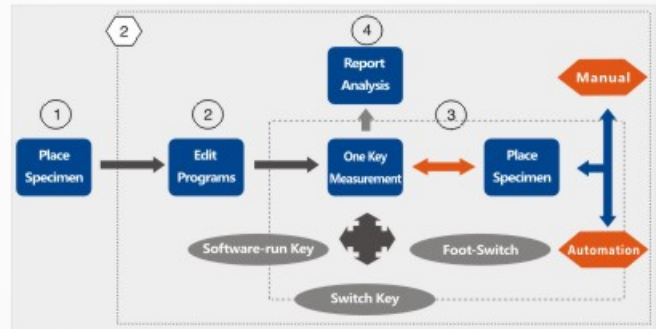 2
4
Report
Analysis
Manual
1
2
3
Place
Specimen
Edit
Programs
One Key
Measurement
Place
Specimen
Software-run Key
Foot-Switch
Automation
Switch Key